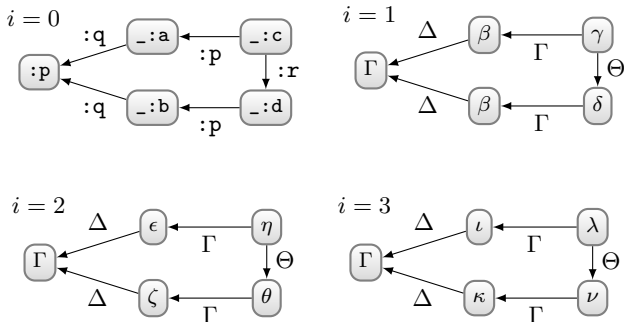 i = 0
:q _:a :p _:c
:p :r
:q _:b :p _:d
i = 1
Δ β Γ γ
Γ Θ
Δ β Γ δ
i = 2
Δ ϵ Γ η
Γ Θ
Δ ζ Γ θ
i = 3
Δ ι Γ λ
Γ Θ
Δ κ Γ ν